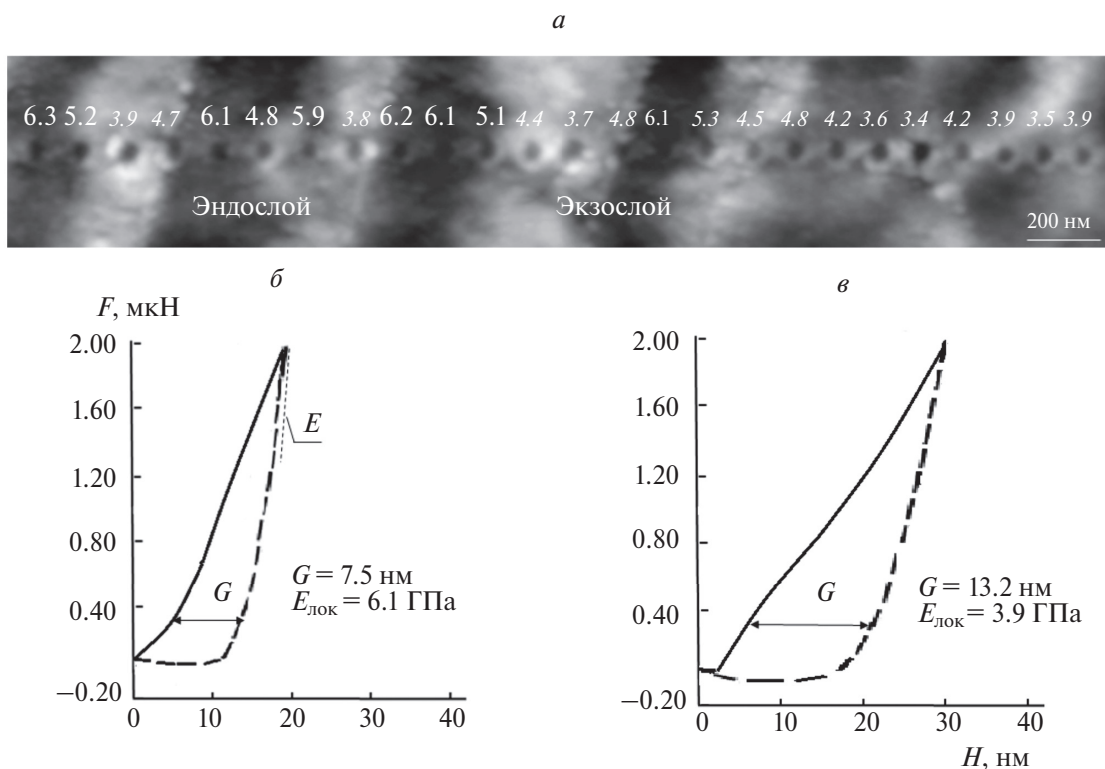 а
6.3 5.2 3.9 4.7 6.1 4.8 5.9 3.8 6.2 6.1 5.1 4.4 3.7 4.8 6.1 5.3 4.5 4.8 4.2 3.6 3.4 4.2 3.9 3.5 3.9
Эндослой Экзослой
200 нм
б
F, мкН
2.00
1.60
1.20
0.80
0.40
−0.20
0 10 20 30 40
E
G
G = 7.5 нм
Eлок = 6.1 ГПа
в
2.00
1.60
1.20
0.80
0.40
−0.20
0 10 20 30 40
G
G = 13.2 нм
Eлок = 3.9 ГПа
H, нм